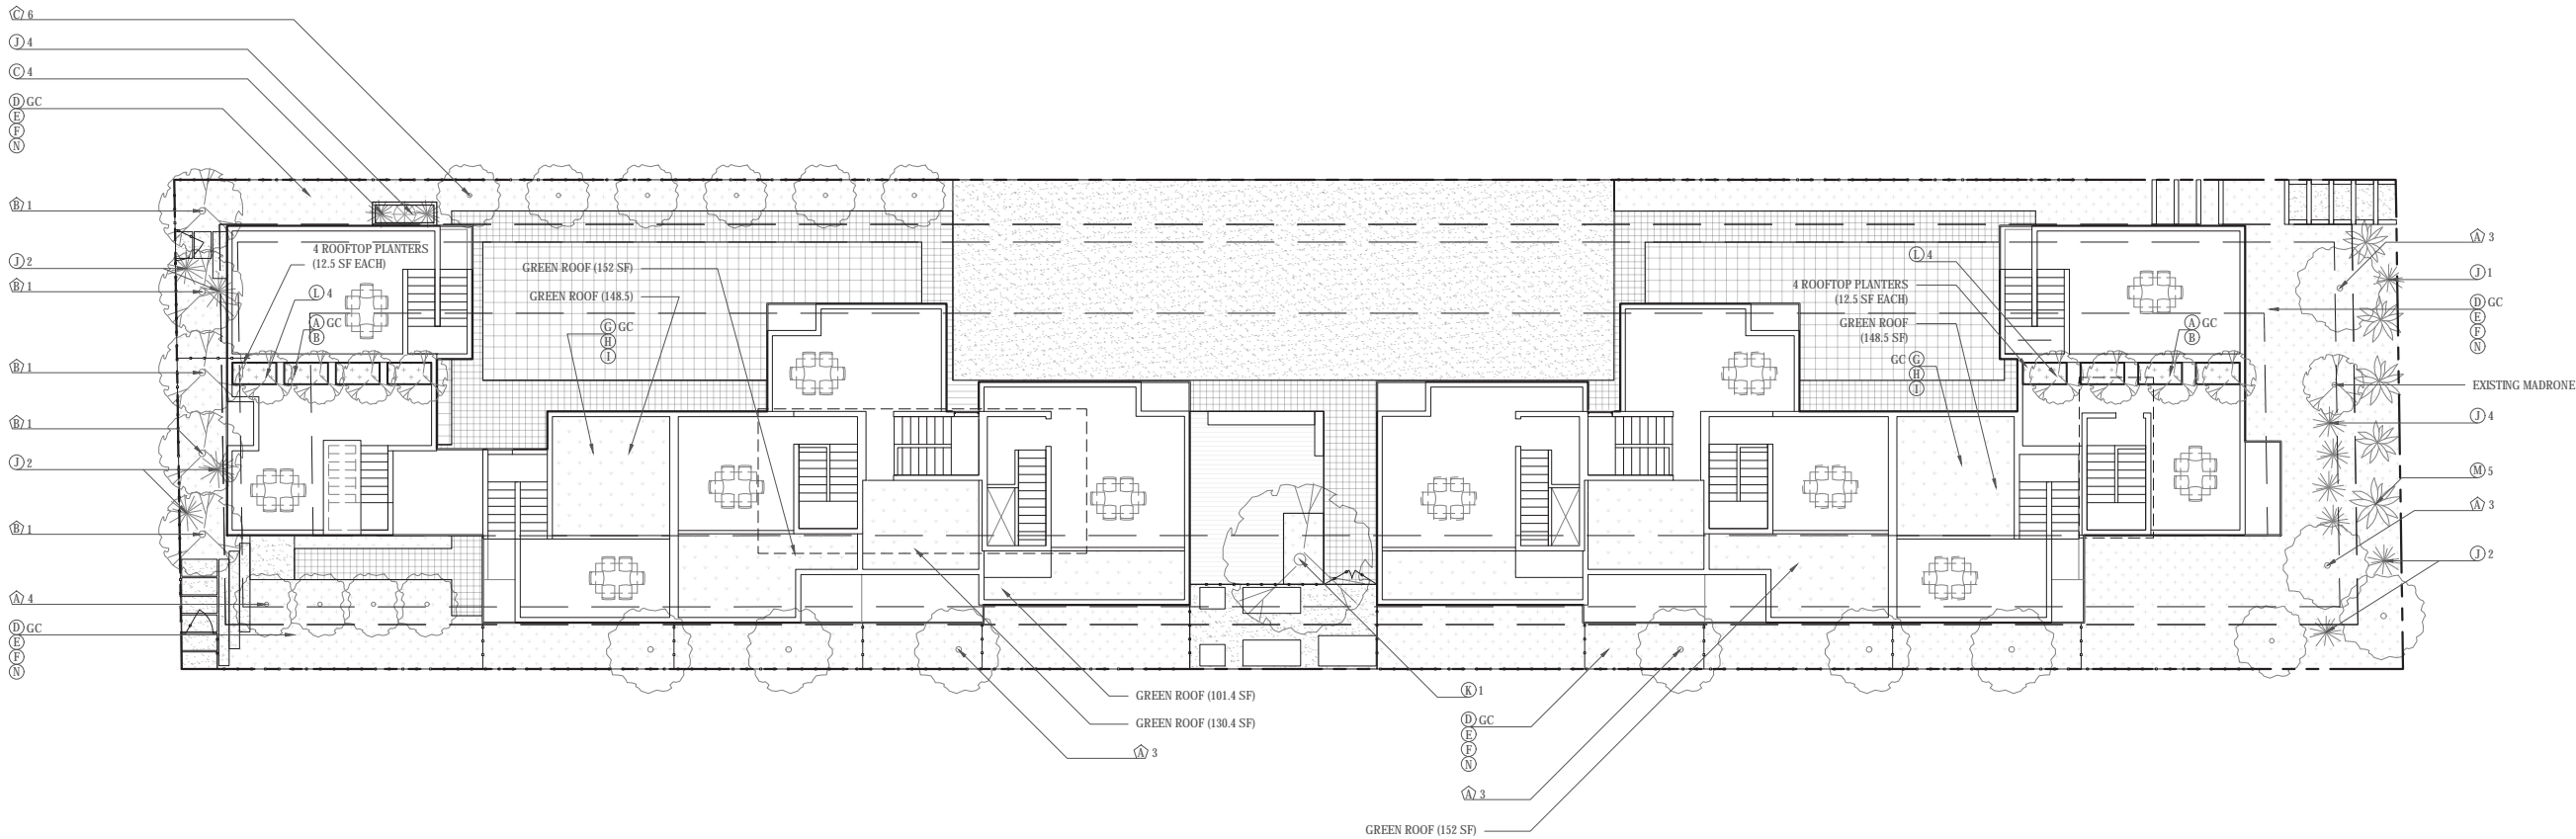 C 6
J 4
C 4
D GC
E
F
N
B 1
J 2
B 1
B 1
B 1
J 2
B 1
A 4
D GC
E
F
N
4 ROOFTOP PLANTERS
(12.5 SF EACH)
L 4
A GC
B
GREEN ROOF (152 SF)
GREEN ROOF (148.5)
G GC
H
I
GREEN ROOF (101.4 SF)
GREEN ROOF (130.4 SF)
A 3
K 1
D GC
E
F
N
A 3
GREEN ROOF (152 SF)
L 4
4 ROOFTOP PLANTERS
(12.5 SF EACH)
GREEN ROOF
(148.5 SF)
GC G
H
I
A GC
B
A 3
J 1
D GC
E
F
N
EXISTING MADRONE
J 4
M 5
A 3
J 2